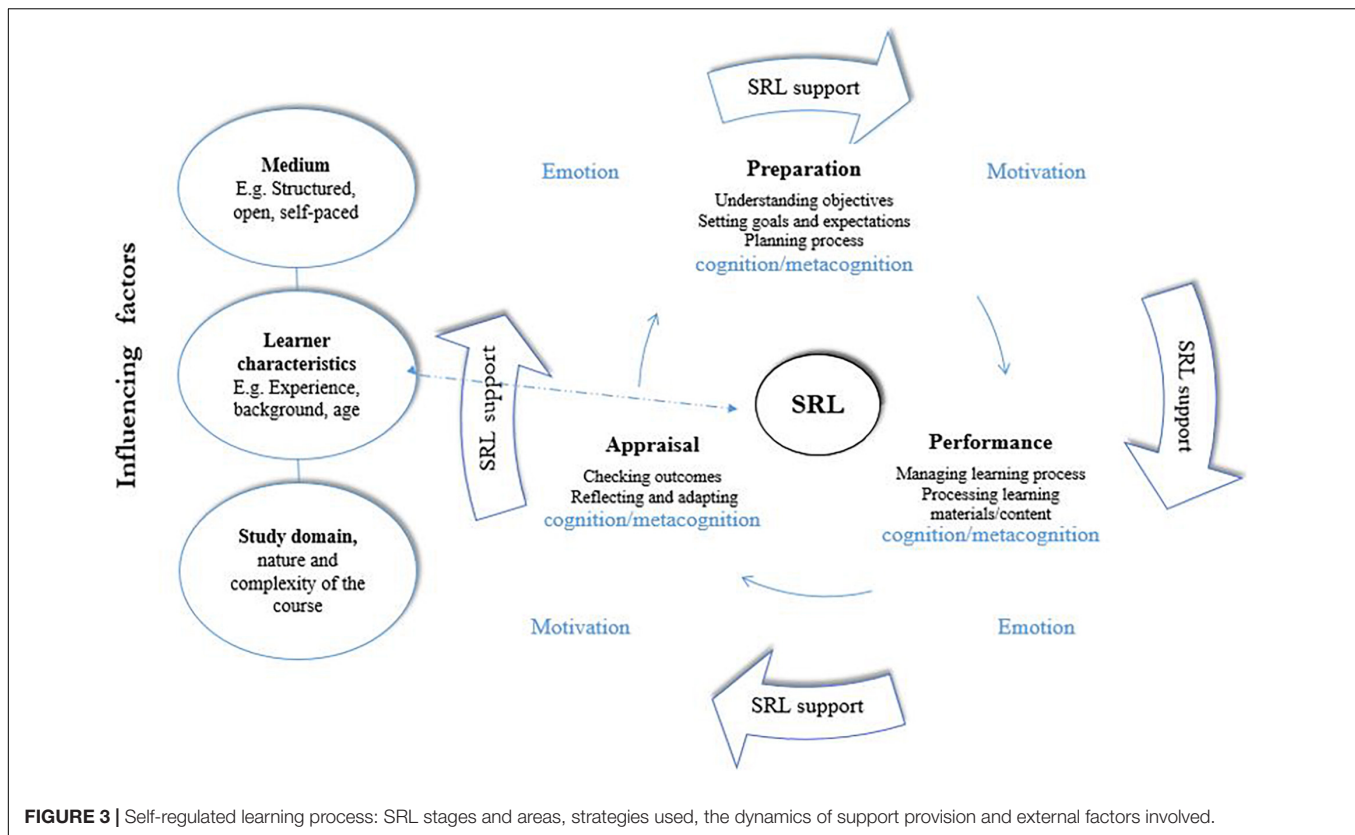 Influencing factors
Medium
E.g. Structured,
open, self-paced
Learner
characteristics
E.g. Experience,
background, age
Study domain,
nature and
complexity of the
course
SRL support
Emotion
Motivation
Preparation
Understanding objectives
Setting goals and expectations
Planning process
cognition/metacognition
SRL support
SRL support
SRL
Appraisal
Checking outcomes
Reflecting and adapting
cognition/metacognition
Performance
Managing learning process
Processing learning
materials/content
cognition/metacognition
Motivation
Emotion
SRL support
FIGURE 3 | Self-regulated learning process: SRL stages and areas, strategies used, the dynamics of support provision and external factors involved.